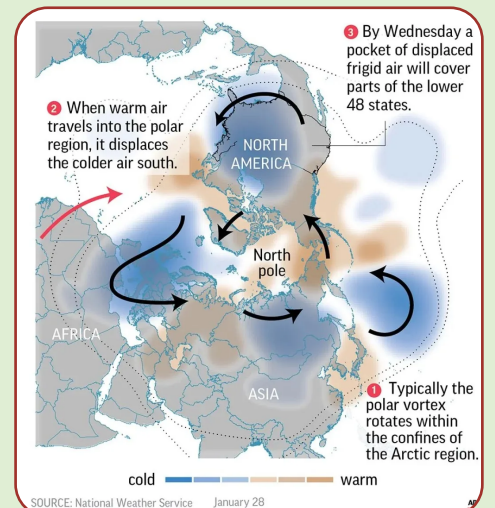 3 By Wednesday a
pocket of displaced
frigid air will cover
parts of the lower
48 states.
2 When warm air
travels into the polar
region, it displaces
the colder air south.
NORTH
AMERICA
North
pole
AFRICA
ASIA
1 Typically the
polar vortex
rotates within
the confines of
the Arctic region.
cold warm
SOURCE: National Weather Service January 28 AP